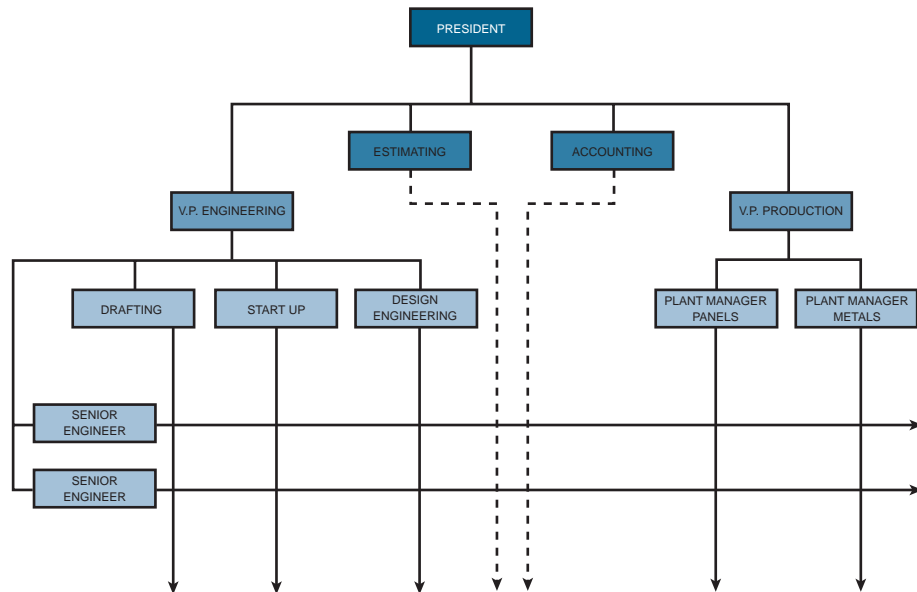 PRESIDENT
ESTIMATING
ACCOUNTING
V.P. ENGINEERING
V.P. PRODUCTION
DRAFTING
START UP
DESIGN
ENGINEERING
PLANT MANAGER
PANELS
PLANT MANAGER
METALS
SENIOR
ENGINEER
SENIOR
ENGINEER